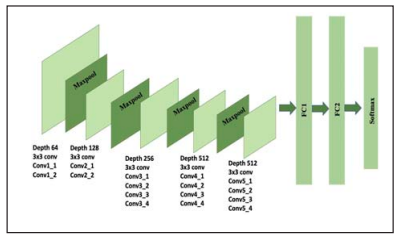 Maxpool
Maxpool
Maxpool
Maxpool
FC1
FC2
Softmax
Depth 64
3x3 conv
Conv1_1
Conv1_2
Depth 128
3x3 conv
Conv2_1
Conv2_2
Depth 256
3x3 conv
Conv3_1
Conv3_2
Conv3_3
Conv3_4
Depth 512
3x3 conv
Conv4_1
Conv4_2
Conv4_3
Conv4_4
Depth 512
3x3 conv
Conv5_1
Conv5_2
Conv5_3
Conv5_4